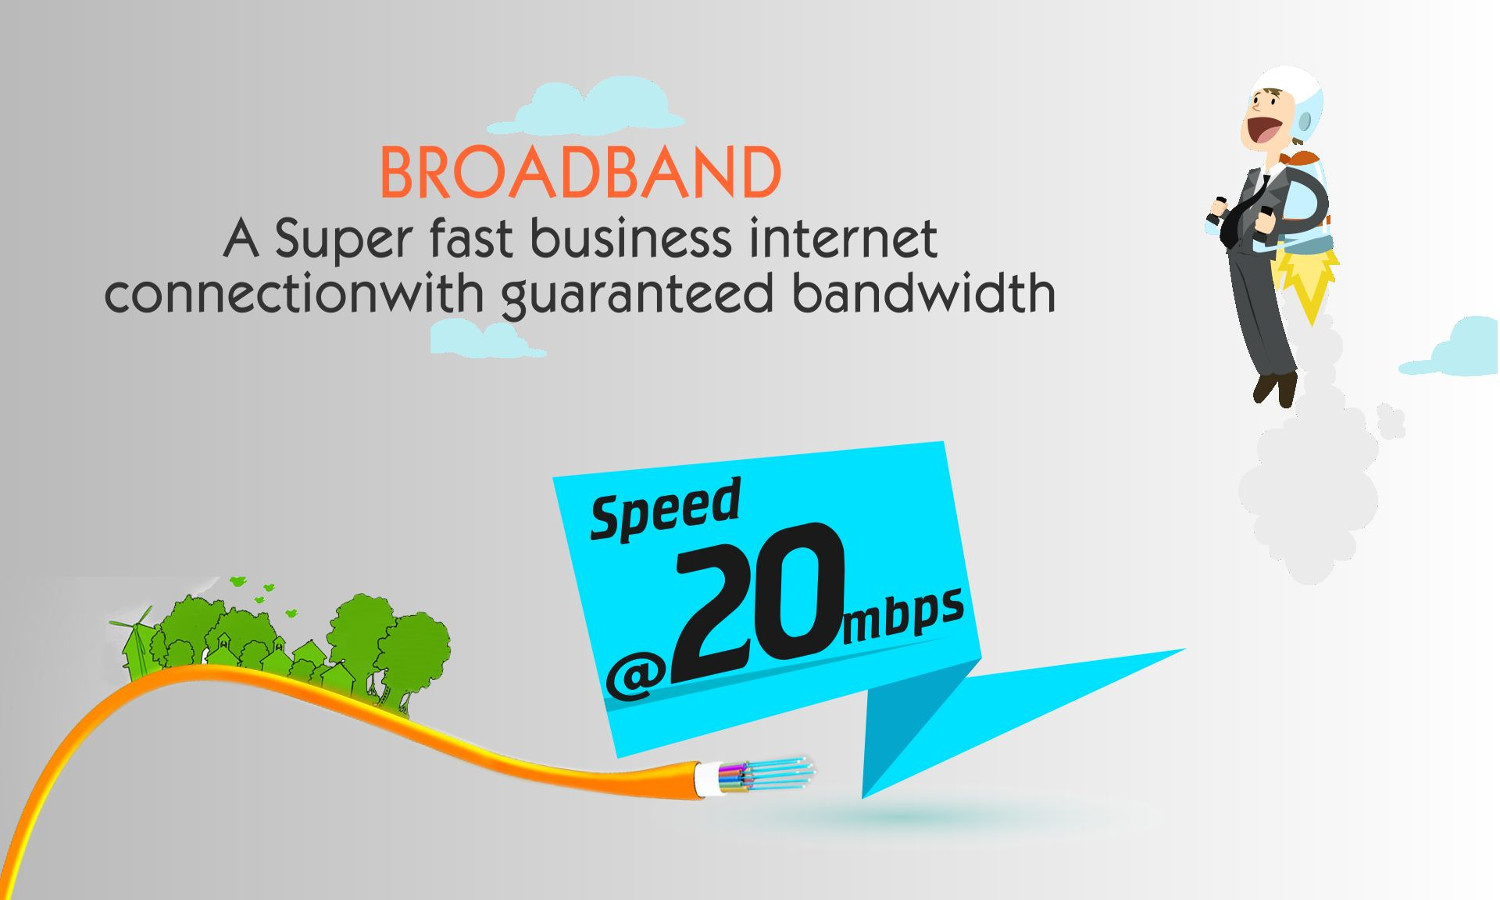 BROADBAND
A Super fast business internet
connectionwith guaranteed bandwidth
Speed
@20mbps